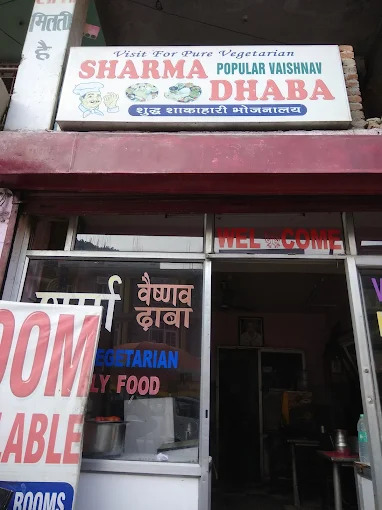 मिलती
है
Visit For Pure Vegetarian
SHARMA POPULAR VAISHNAV
DHABA
शुद्ध शाकाहारी भोजनालय
WEL COME
शर्मा वैष्णव
ढाबा
EGETARIAN
LY FOOD
OOM
LABLE
ROOMS